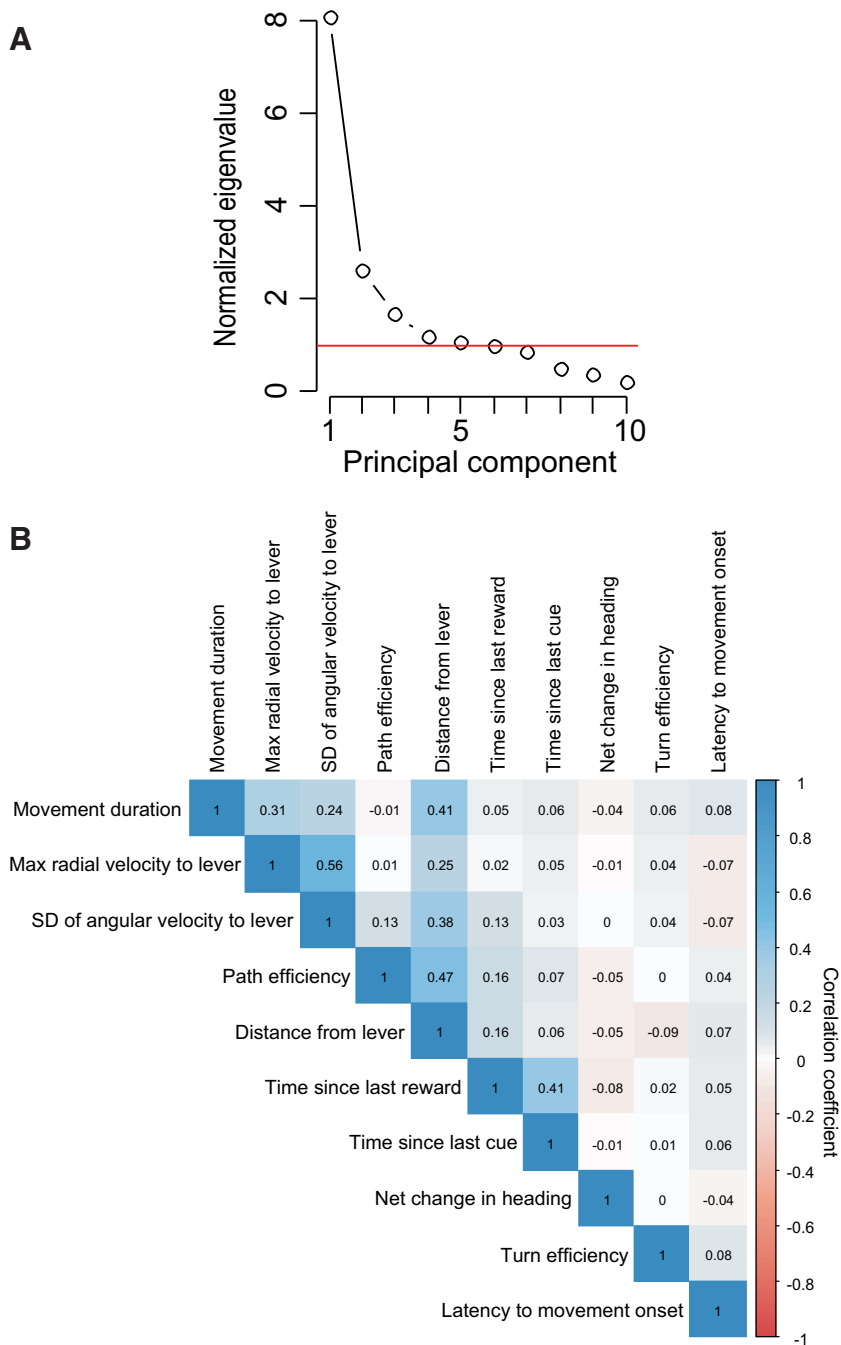 A
Normalized eigenvalue
8
6
4
2
0
1
5
10
Principal component
B
Movement duration
Max radial velocity to lever
SD of angular velocity to lever
Path efficiency
Distance from lever
Time since last reward
Time since last cue
Net change in heading
Turn efficiency
Latency to movement onset
Movement duration 1 0.31 0.24 -0.01 0.41 0.05 0.06 -0.04 0.06 0.08
Max radial velocity to lever 1 0.56 0.01 0.25 0.02 0.05 -0.01 0.04 -0.07
SD of angular velocity to lever 1 0.13 0.38 0.13 0.03 0 0.04 -0.07
Path efficiency 1 0.47 0.16 0.07 -0.05 0 0.04
Distance from lever 1 0.16 0.06 -0.05 -0.09 0.07
Time since last reward 1 0.41 -0.08 0.02 0.05
Time since last cue 1 -0.01 0.01 0.06
Net change in heading 1 0 -0.04
Turn efficiency 1 0.08
Latency to movement onset 1
1
0.8
0.6
0.4
0.2
0
-0.2
-0.4
-0.6
-0.8
-1
Correlation coefficient